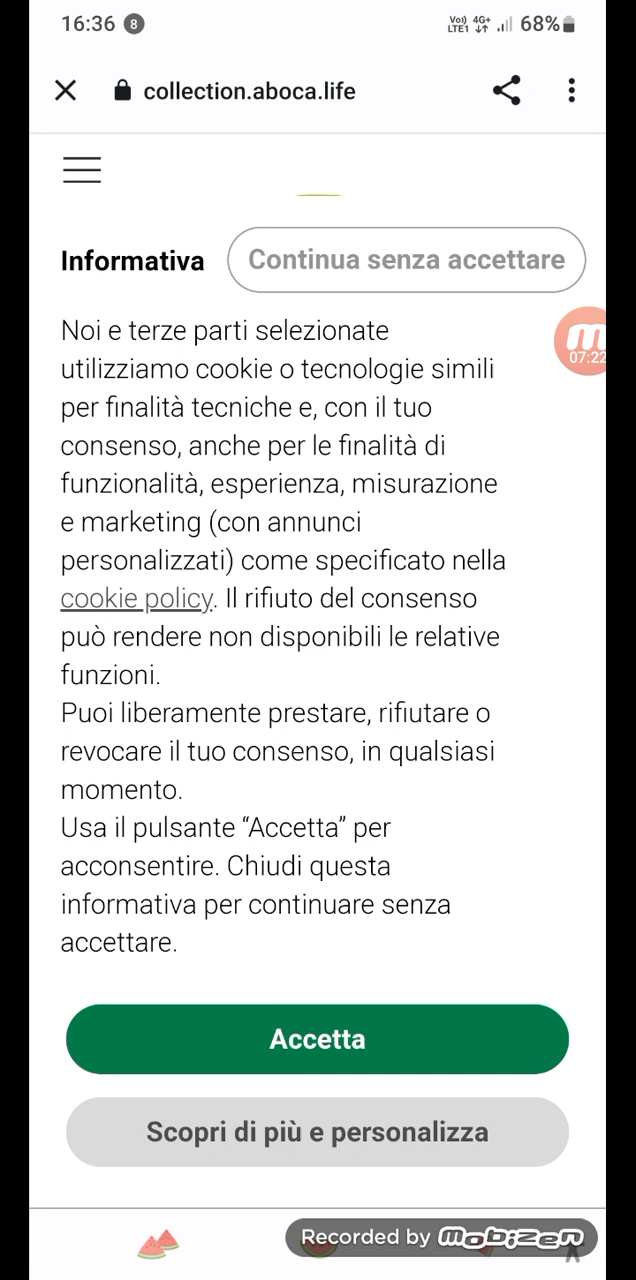 16:36 8 Vo)) 4G+ LTE1 68%
collection.aboca.life
Informativa Continua senza accettare
Noi e terze parti selezionate
utilizziamo cookie o tecnologie simili
per finalità tecniche e, con il tuo
consenso, anche per le finalità di
funzionalità, esperienza, misurazione
e marketing (con annunci
personalizzati) come specificato nella
cookie policy. Il rifiuto del consenso
può rendere non disponibili le relative
funzioni.
Puoi liberamente prestare, rifiutare o
revocare il tuo consenso, in qualsiasi
momento.
Usa il pulsante “Accetta” per
acconsentire. Chiudi questa
informativa per continuare senza
accettare.
m
07:22
Accetta
Scopri di più e personalizza
Recorded by mobizen